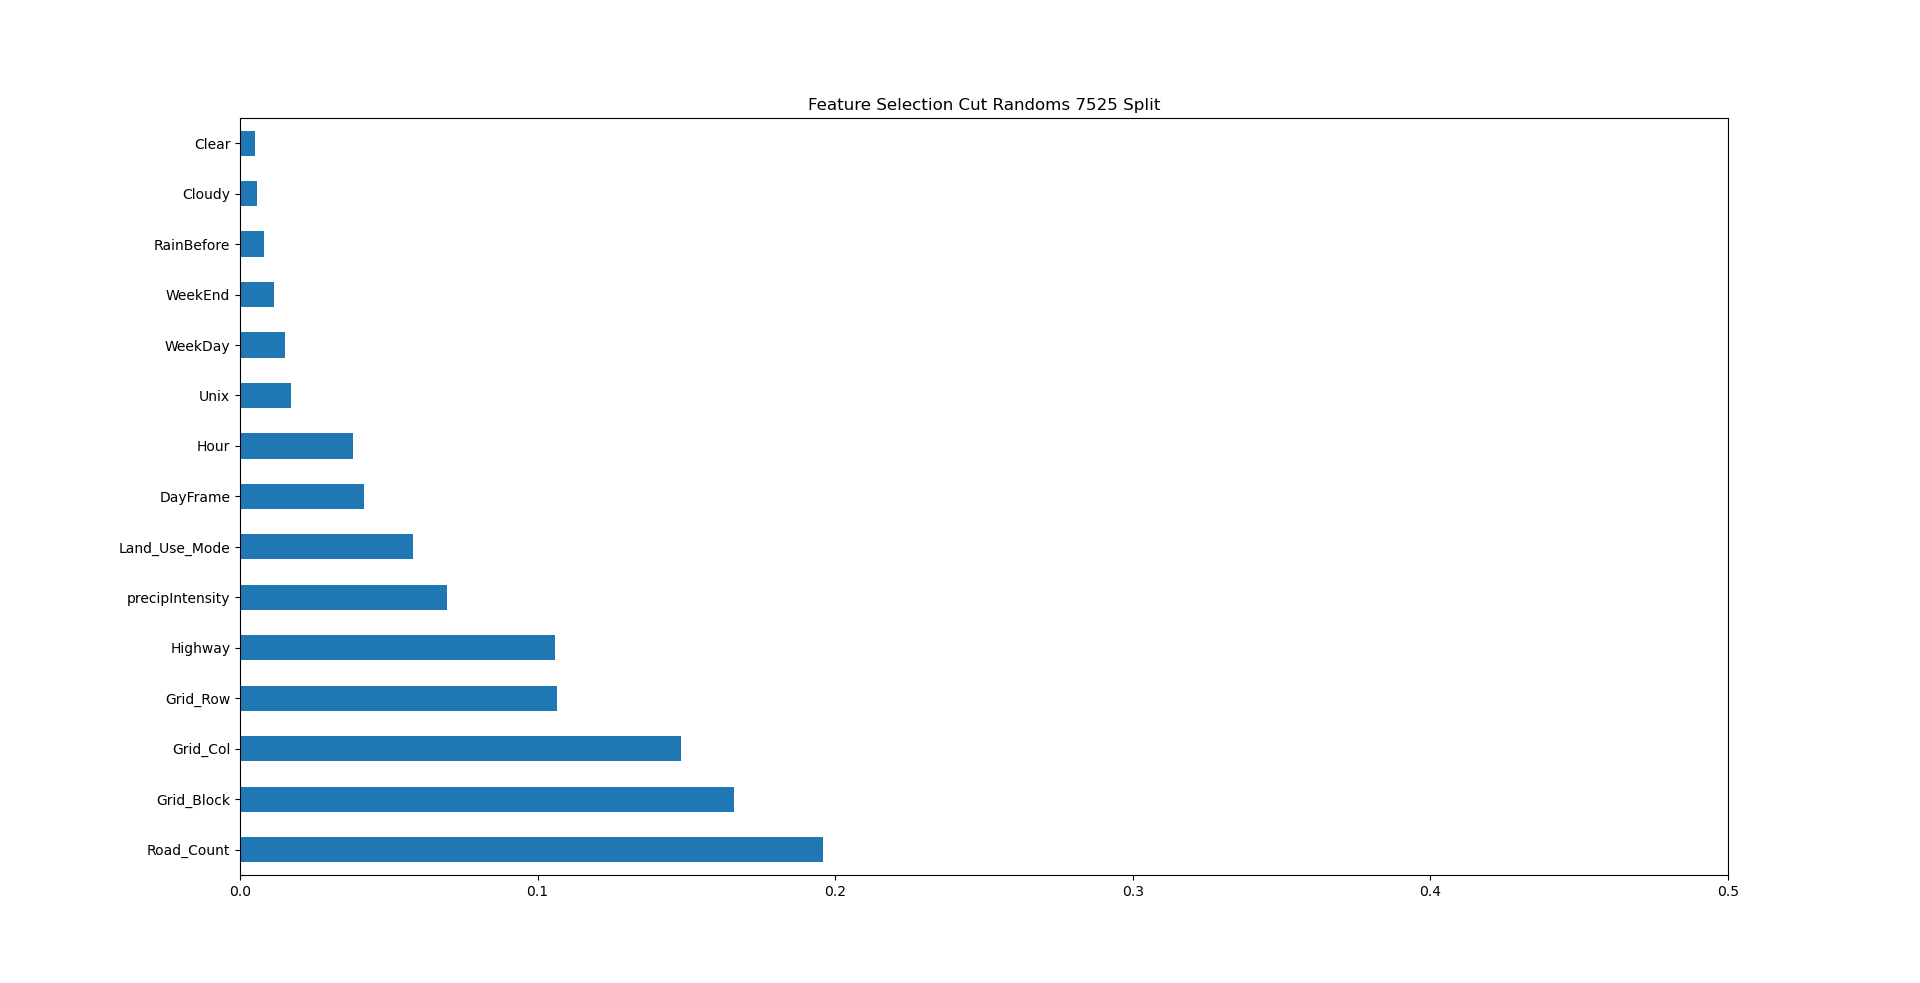 Feature Selection Cut Randoms 7525 Split
Clear
Cloudy
RainBefore
WeekEnd
WeekDay
Unix
Hour
DayFrame
Land_Use_Mode
precipIntensity
Highway
Grid_Row
Grid_Col
Grid_Block
Road_Count
0.0 0.1 0.2 0.3 0.4 0.5